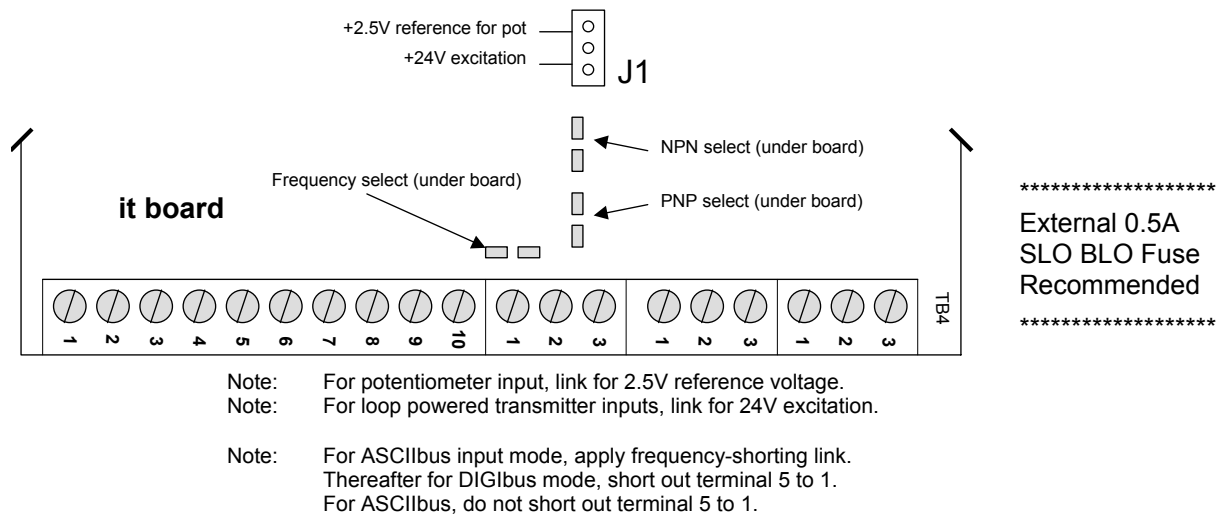 +2.5V reference for pot
+24V excitation
J1
NPN select (under board)
Frequency select (under board)
PNP select (under board)
it board
*******************
External 0.5A
SLO BLO Fuse
Recommended
*******************
1 2 3 4 5 6 7 8 9 10 1 2 3 1 2 3 1 2 3 TB4
Note: For potentiometer input, link for 2.5V reference voltage.
Note: For loop powered transmitter inputs, link for 24V excitation.
Note: For ASCIIbus input mode, apply frequency-shorting link.
Thereafter for DIGIbus mode, short out terminal 5 to 1.
For ASCIIbus, do not short out terminal 5 to 1.